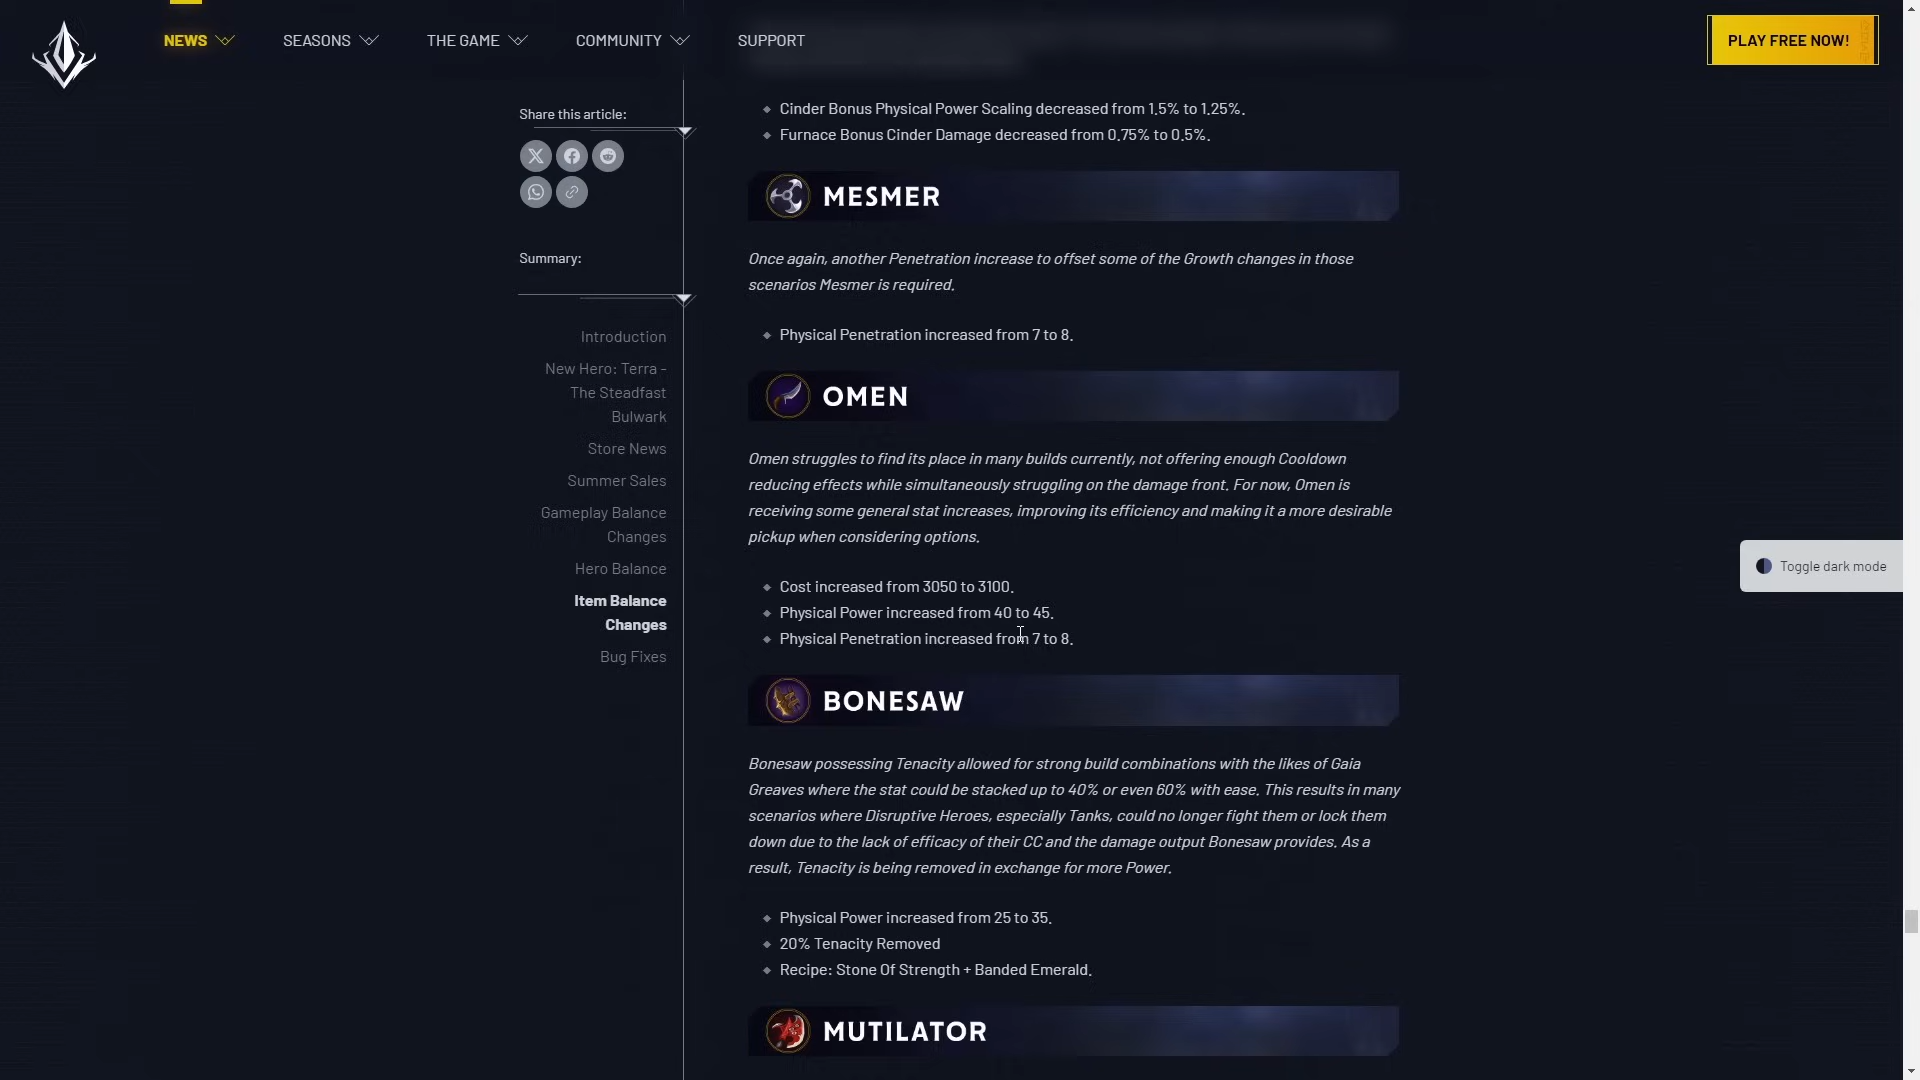 NEWS
SEASONS
THE GAME
COMMUNITY
SUPPORT
PLAY FREE NOW!
Share this article:
Summary:
Introduction
New Hero: Terra -
The Steadfast
Bulwark
Store News
Summer Sales
Gameplay Balance
Changes
Hero Balance
Item Balance
Changes
Bug Fixes
Cinder Bonus Physical Power Scaling decreased from 1.5% to 1.25%.
Furnace Bonus Cinder Damage decreased from 0.75% to 0.5%.
MESMER
Once again, another Penetration increase to offset some of the Growth changes in those
scenarios Mesmer is required.
Physical Penetration increased from 7 to 8.
OMEN
Omen struggles to find its place in many builds currently, not offering enough Cooldown
reducing effects while simultaneously struggling on the damage front. For now, Omen is
receiving some general stat increases, improving its efficiency and making it a more desirable
pickup when considering options.
Cost increased from 3050 to 3100.
Physical Power increased from 40 to 45.
Physical Penetration increased from 7 to 8.
BONESAW
Bonesaw possessing Tenacity allowed for strong build combinations with the likes of Gaia
Greaves where the stat could be stacked up to 40% or even 60% with ease. This results in many
scenarios where Disruptive Heroes, especially Tanks, could no longer fight them or lock them
down due to the lack of efficacy of their CC and the damage output Bonesaw provides. As a
result, Tenacity is being removed in exchange for more Power.
Physical Power increased from 25 to 35.
20% Tenacity Removed
Recipe: Stone Of Strength + Banded Emerald.
MUTILATOR
Toggle dark mode